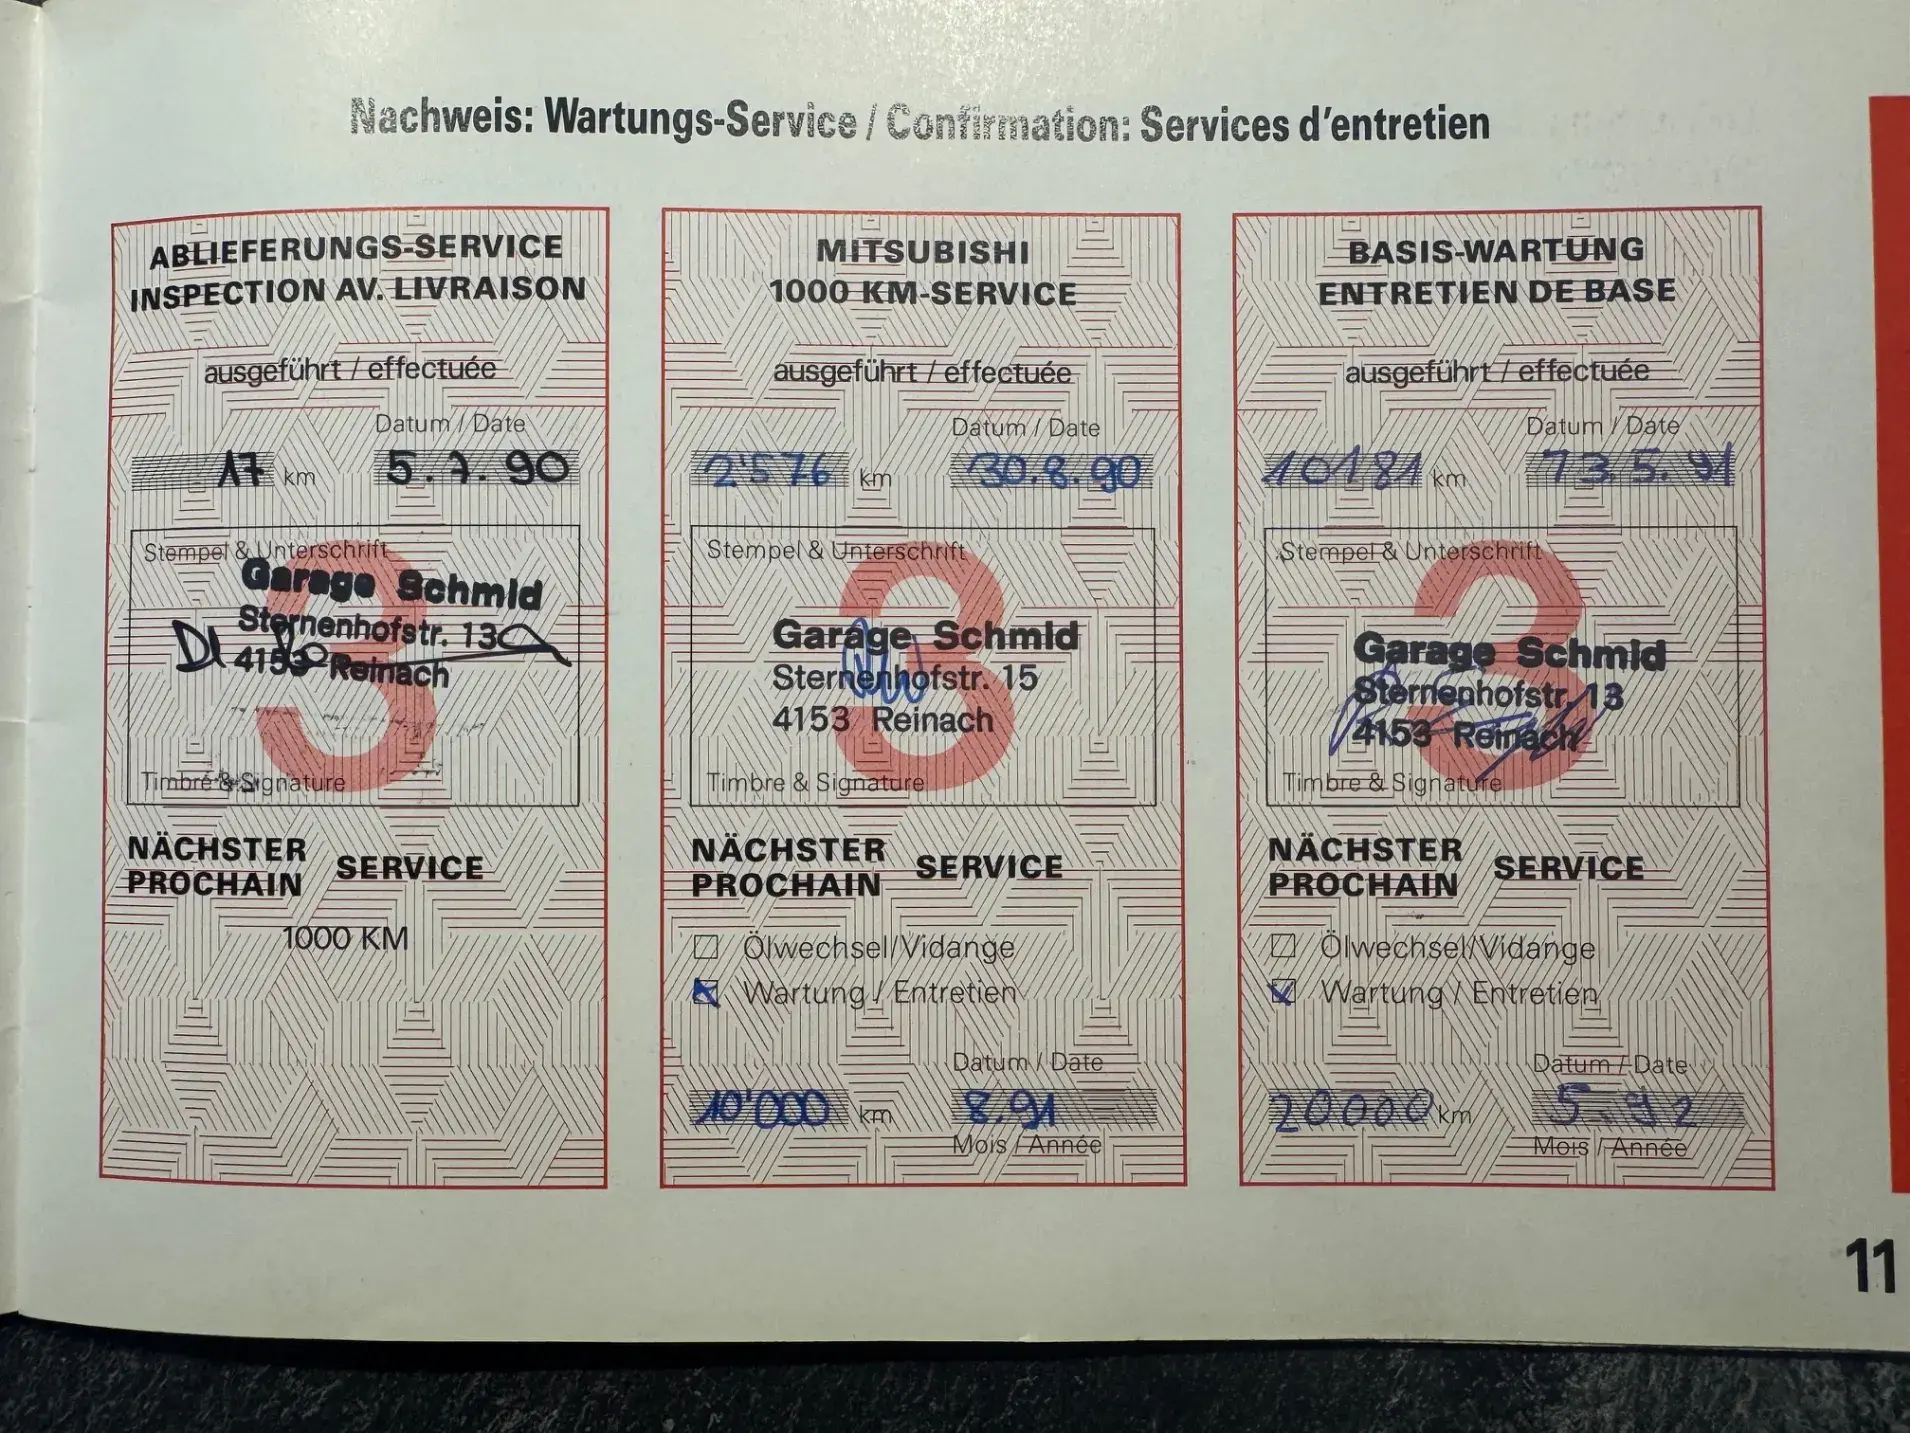 Nachweis: Wartungs-Service / Confirmation: Services d'entretien
ABLIEFERUNGS-SERVICE
INSPECTION AV. LIVRAISON
ausgeführt / effectuée
Datum / Date
17 km 5.7.90
Stempel & Unterschrift
Garage Schmid
Sternenhofstr. 13
4153 Reinach
Timbre & Signature
NÄCHSTER
PROCHAIN SERVICE
1000 KM
MITSUBISHI
1000 KM-SERVICE
ausgeführt / effectuée
Datum / Date
2'576 km 30.8.90
Stempel & Unterschrift
Garage Schmid
Sternenhofstr. 15
4153 Reinach
Timbre & Signature
NÄCHSTER
PROCHAIN SERVICE
Ölwechsel/Vidange
Wartung / Entretien
Datum / Date
10'000 km 8.91
Mois / Année
BASIS-WARTUNG
ENTRETIEN DE BASE
ausgeführt / effectuée
Datum / Date
10181 km
Stempel & Unterschrift
Garage Schmid
Sternenhofstr. 13
4153 Reinach
Timbre & Signature
NÄCHSTER
PROCHAIN SERVICE
Ölwechsel/Vidange
Wartung / Entretien
Datum / Date
20000 km 5.92
Mois / Année
11